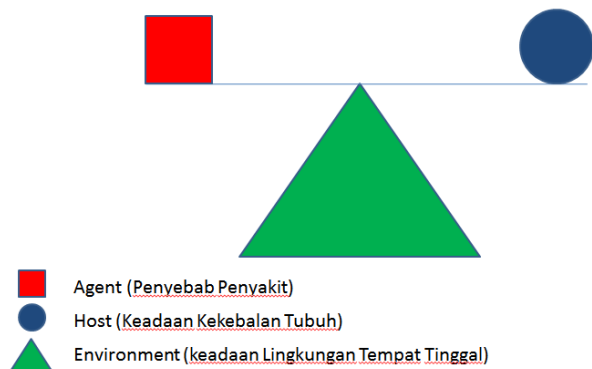 Agent (Penyebab Penyakit)
Host (Keadaan Kekebalan Tubuh)
Environment (keadaan Lingkungan Tempat Tinggal)